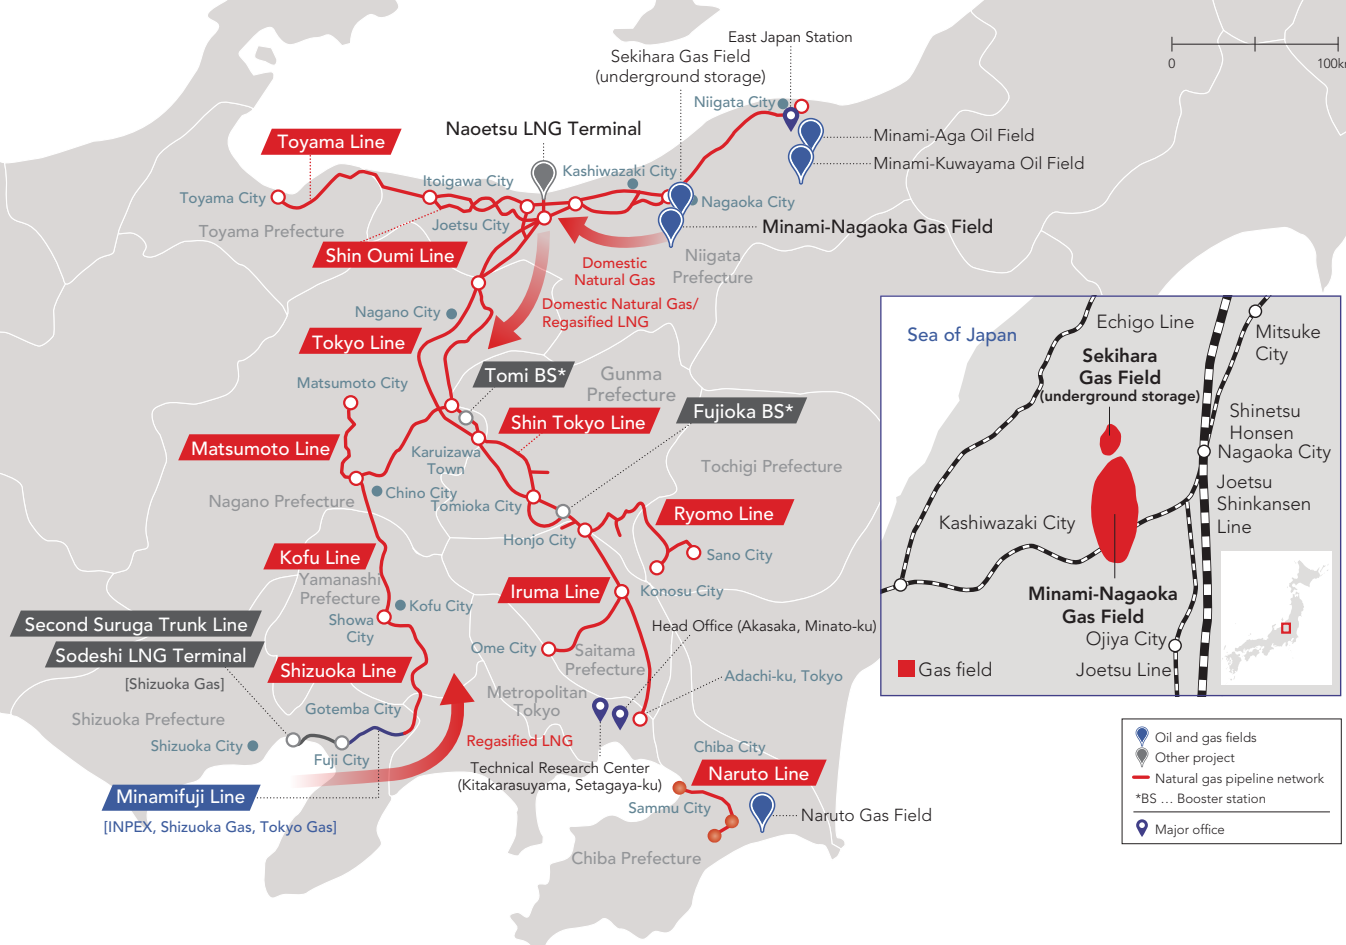 East Japan Station
Sekihara Gas Field
(underground storage)
0
100km
Niigata City
Naoetsu LNG Terminal
Toyama Line
Minami-Aga Oil Field
Minami-Kuwayama Oil Field
Kashiwazaki City
Itoigawa City
Toyama City
Nagaoka City
Toyama Prefecture
Joetsu City
Minami-Nagaoka Gas Field
Shin Oumi Line
Domestic
Natural Gas
Niigata
Prefecture
Domestic Natural Gas/
Regasified LNG
Nagano City
Tokyo Line
Matsumoto City
Tomi BS*
Gunma
Prefecture
Fujioka BS*
Shin Tokyo Line
Matsumoto Line
Karuizawa
Town
Tochigi Prefecture
Nagano Prefecture
Chino City
Tomioka City
Ryomo Line
Honjo City
Sano City
Kofu Line
Yamanashi
Prefecture
Iruma Line
Konosu City
Kofu City
Showa
City
Second Suruga Trunk Line
Sodeshi LNG Terminal
[Shizuoka Gas]
Head Office (Akasaka, Minato-ku)
Ome City
Saitama
Prefecture
Shizuoka Line
Adachi-ku, Tokyo
Metropolitan
Tokyo
Gotemba City
Shizuoka Prefecture
Shizuoka City
Fuji City
Regasified LNG
Chiba City
Technical Research Center
(Kitakarasuyama, Setagaya-ku)
Naruto Line
Minamifuji Line
[INPEX, Shizuoka Gas, Tokyo Gas]
Sammu City
Naruto Gas Field
Chiba Prefecture
Sea of Japan
Echigo Line
Mitsuke
City
Sekihara
Gas Field
(underground storage)
Shinetsu
Honsen
Nagaoka City
Joetsu
Shinkansen
Line
Kashiwazaki City
Minami-Nagaoka
Gas Field
Ojiya City
Joetsu Line
Gas field
Oil and gas fields
Other project
Natural gas pipeline network
*BS ... Booster station
Major office